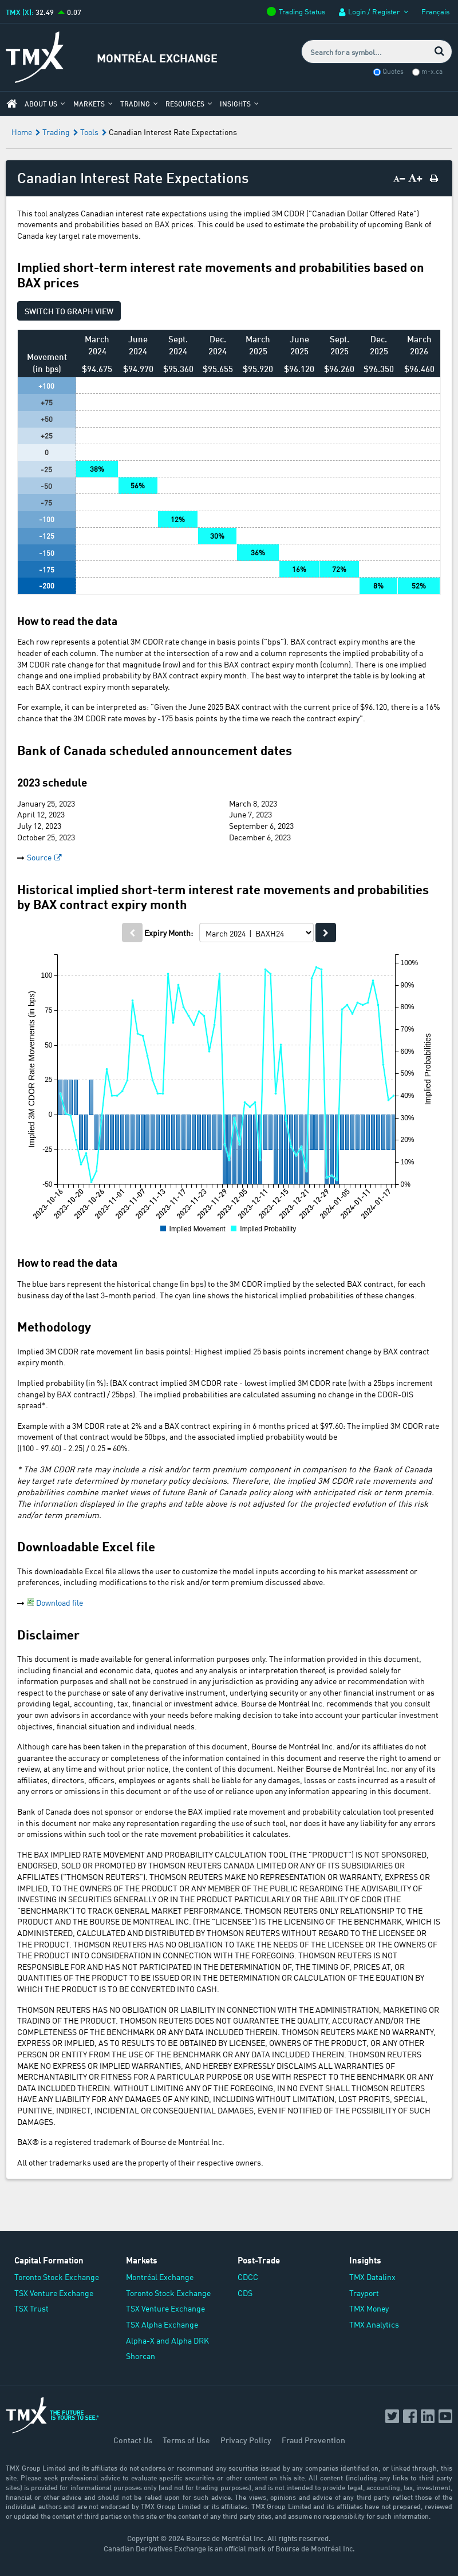 TMX (X): 32.49 0.07
Trading Status
Login / Register
Français
TMX
MONTRÉAL EXCHANGE
Search for a symbol...
Quotes m-x.ca
ABOUT US MARKETS TRADING RESOURCES INSIGHTS
Home Trading Tools Canadian Interest Rate Expectations
Canadian Interest Rate Expectations
A− A+
This tool analyzes Canadian interest rate expectations using the implied 3M CDOR ("Canadian Dollar Offered Rate")
movements and probabilities based on BAX prices. This could be used to estimate the probability of upcoming Bank of
Canada key target rate movements.
Implied short-term interest rate movements and probabilities based on
BAX prices
SWITCH TO GRAPH VIEW
Movement (in bps) March 2024 June 2024 Sept. 2024 Dec. 2024 March 2025 June 2025 Sept. 2025 Dec. 2025 March 2026
$94.675 $94.970 $95.360 $95.655 $95.920 $96.120 $96.260 $96.350 $96.460
+100
+75
+50
+25
0
-25 38%
-50 56%
-75
-100 12%
-125 30%
-150 36%
-175 16% 72%
-200 8% 52%
How to read the data
Each row represents a potential 3M CDOR rate change in basis points ("bps"). BAX contract expiry months are the
header of each column. The number at the intersection of a row and a column represents the implied probability of a
3M CDOR rate change for that magnitude (row) and for this BAX contract expiry month (column). There is one implied
change and one implied probability by BAX contract expiry month. The best way to interpret the table is by looking at
each BAX contract expiry month separately.
For example, it can be interpreted as: "Given the June 2025 BAX contract with the current price of $96.120, there is a 16%
chance that the 3M CDOR rate moves by -175 basis points by the time we reach the contract expiry".
Bank of Canada scheduled announcement dates
2023 schedule
January 25, 2023 March 8, 2023
April 12, 2023 June 7, 2023
July 12, 2023 September 6, 2023
October 25, 2023 December 6, 2023
Source
Historical implied short-term interest rate movements and probabilities
by BAX contract expiry month
Expiry Month: March 2024 | BAXH24
Implied 3M CDOR Rate Movements (in bps)
100
75
50
25
0
-25
-50
100%
90%
80%
70%
60%
50%
40%
30%
20%
10%
0%
Implied Probabilities
2023-10-16 2023-10-20 2023-10-26 2023-11-01 2023-11-07 2023-11-13 2023-11-17 2023-11-23 2023-11-29 2023-12-05 2023-12-11 2023-12-15 2023-12-21 2023-12-29 2024-01-05 2024-01-11 2024-01-17
Implied Movement Implied Probability
How to read the data
The blue bars represent the historical change (in bps) to the 3M CDOR implied by the selected BAX contract, for each
business day of the last 3-month period. The cyan line shows the historical implied probabilities of these changes.
Methodology
Implied 3M CDOR rate movement (in basis points): Highest implied 25 basis points increment change by BAX contract
expiry month.
Implied probability (in %): (BAX contract implied 3M CDOR rate - lowest implied 3M CDOR rate (with a 25bps increment
change) by BAX contract) / 25bps). The implied probabilities are calculated assuming no change in the CDOR-OIS
spread*.
Example with a 3M CDOR rate at 2% and a BAX contract expiring in 6 months priced at $97.60: The implied 3M CDOR rate
movement of that contract would be 50bps, and the associated implied probability would be
((100 - 97.60) - 2.25) / 0.25 = 60%.
* The 3M CDOR rate may include a risk and/or term premium component in comparison to the Bank of Canada
key target rate determined by monetary policy decisions. Therefore, the implied 3M CDOR rate movements and
probabilities combine market views of future Bank of Canada policy along with anticipated risk or term premia.
The information displayed in the graphs and table above is not adjusted for the projected evolution of this risk
and/or term premium.
Downloadable Excel file
This downloadable Excel file allows the user to customize the model inputs according to his market assessment or
preferences, including modifications to the risk and/or term premium discussed above.
Download file
Disclaimer
This document is made available for general information purposes only. The information provided in this document,
including financial and economic data, quotes and any analysis or interpretation thereof, is provided solely for
information purposes and shall not be construed in any jurisdiction as providing any advice or recommendation with
respect to the purchase or sale of any derivative instrument, underlying security or any other financial instrument or as
providing legal, accounting, tax, financial or investment advice. Bourse de Montréal Inc. recommends that you consult
your own advisors in accordance with your needs before making decision to take into account your particular investment
objectives, financial situation and individual needs.
Although care has been taken in the preparation of this document, Bourse de Montréal Inc. and/or its affiliates do not
guarantee the accuracy or completeness of the information contained in this document and reserve the right to amend or
review, at any time and without prior notice, the content of this document. Neither Bourse de Montréal Inc. nor any of its
affiliates, directors, officers, employees or agents shall be liable for any damages, losses or costs incurred as a result of
any error or omission or of the use of or reliance upon any information appearing in this document.
Bank of Canada does not sponsor or endorse the BAX implied rate movement and probability calculation tool presented
in this document nor make any representation regarding the use of such tool, nor does it have any liability for any errors
or omissions within such tool or the rate movement probabilities it calculates.
THE BAX IMPLIED RATE MOVEMENT AND PROBABILITY CALCULATION TOOL (THE "PRODUCT") IS NOT SPONSORED,
ENDORSED, SOLD OR PROMOTED BY THOMSON REUTERS CANADA LIMITED OR ANY OF ITS SUBSIDIARIES OR
AFFILIATES ("THOMSON REUTERS"). THOMSON REUTERS MAKES NO REPRESENTATION OR WARRANTY, EXPRESS OR
IMPLIED, TO THE OWNERS OF THE PRODUCT OR ANY MEMBER OF THE PUBLIC REGARDING THE ADVISABILITY OF
INVESTING IN SECURITIES GENERALLY OR IN THE PRODUCT PARTICULARLY OR THE ABILITY OF CDOR (THE
"BENCHMARK") TO TRACK GENERAL MARKET PERFORMANCE. THOMSON REUTERS ONLY RELATIONSHIP TO THE
PRODUCT AND THE BOURSE DE MONTREAL INC. (THE "LICENSEE") IS THE LICENSING OF THE BENCHMARK, WHICH IS
ADMINISTERED, CALCULATED AND DISTRIBUTED BY THOMSON REUTERS WITHOUT REGARD TO THE LICENSEE OR
THE PRODUCT. THOMSON REUTERS HAS NO OBLIGATION TO TAKE THE NEEDS OF THE LICENSEE OR THE OWNERS OF
THE PRODUCT INTO CONSIDERATION IN CONNECTION WITH THE FOREGOING. THOMSON REUTERS IS NOT
RESPONSIBLE FOR AND HAS NOT PARTICIPATED IN THE DETERMINATION OF, THE TIMING OF, PRICES AT, OR
QUANTITIES OF THE PRODUCT TO BE ISSUED OR IN THE DETERMINATION OR CALCULATION OF THE EQUATION BY
WHICH THE PRODUCT IS TO BE CONVERTED INTO CASH.
THOMSON REUTERS HAS NO OBLIGATION OR LIABILITY IN CONNECTION WITH THE ADMINISTRATION, MARKETING OR
TRADING OF THE PRODUCT. THOMSON REUTERS DOES NOT GUARANTEE THE QUALITY, ACCURACY AND/OR THE
COMPLETENESS OF THE BENCHMARK OR ANY DATA INCLUDED THEREIN. THOMSON REUTERS MAKE NO WARRANTY,
EXPRESS OR IMPLIED, AS TO RESULTS TO BE OBTAINED BY LICENSEE, OWNERS OF THE PRODUCT, OR ANY OTHER
PERSON OR ENTITY FROM THE USE OF THE BENCHMARK OR ANY DATA INCLUDED THEREIN. THOMSON REUTERS
MAKE NO EXPRESS OR IMPLIED WARRANTIES, AND HEREBY EXPRESSLY DISCLAIMS ALL WARRANTIES OF
MERCHANTABILITY OR FITNESS FOR A PARTICULAR PURPOSE OR USE WITH RESPECT TO THE BENCHMARK OR ANY
DATA INCLUDED THEREIN. WITHOUT LIMITING ANY OF THE FOREGOING, IN NO EVENT SHALL THOMSON REUTERS
HAVE ANY LIABILITY FOR ANY DAMAGES OF ANY KIND, INCLUDING WITHOUT LIMITATION, LOST PROFITS, SPECIAL,
PUNITIVE, INDIRECT, INCIDENTAL OR CONSEQUENTIAL DAMAGES, EVEN IF NOTIFIED OF THE POSSIBILITY OF SUCH
DAMAGES.
BAX® is a registered trademark of Bourse de Montréal Inc.
All other trademarks used are the property of their respective owners.
Capital Formation
Toronto Stock Exchange
TSX Venture Exchange
TSX Trust
Markets
Montréal Exchange
Toronto Stock Exchange
TSX Venture Exchange
TSX Alpha Exchange
Alpha-X and Alpha DRK
Shorcan
Post-Trade
CDCC
CDS
Insights
TMX Datalinx
Trayport
TMX Money
TMX Analytics
TMX THE FUTURE IS YOURS TO SEE.®
Contact Us Terms of Use Privacy Policy Fraud Prevention
TMX Group Limited and its affiliates do not endorse or recommend any securities issued by any companies identified on, or linked through, this
site. Please seek professional advice to evaluate specific securities or other content on this site. All content (including any links to third party
sites) is provided for informational purposes only (and not for trading purposes), and is not intended to provide legal, accounting, tax, investment,
financial or other advice and should not be relied upon for such advice. The views, opinions and advice of any third party reflect those of the
individual authors and are not endorsed by TMX Group Limited or its affiliates. TMX Group Limited and its affiliates have not prepared, reviewed
or updated the content of third parties on this site or the content of any third party sites, and assume no responsibility for such information.
Copyright © 2024 Bourse de Montréal Inc. All rights reserved.
Canadian Derivatives Exchange is an official mark of Bourse de Montréal Inc.